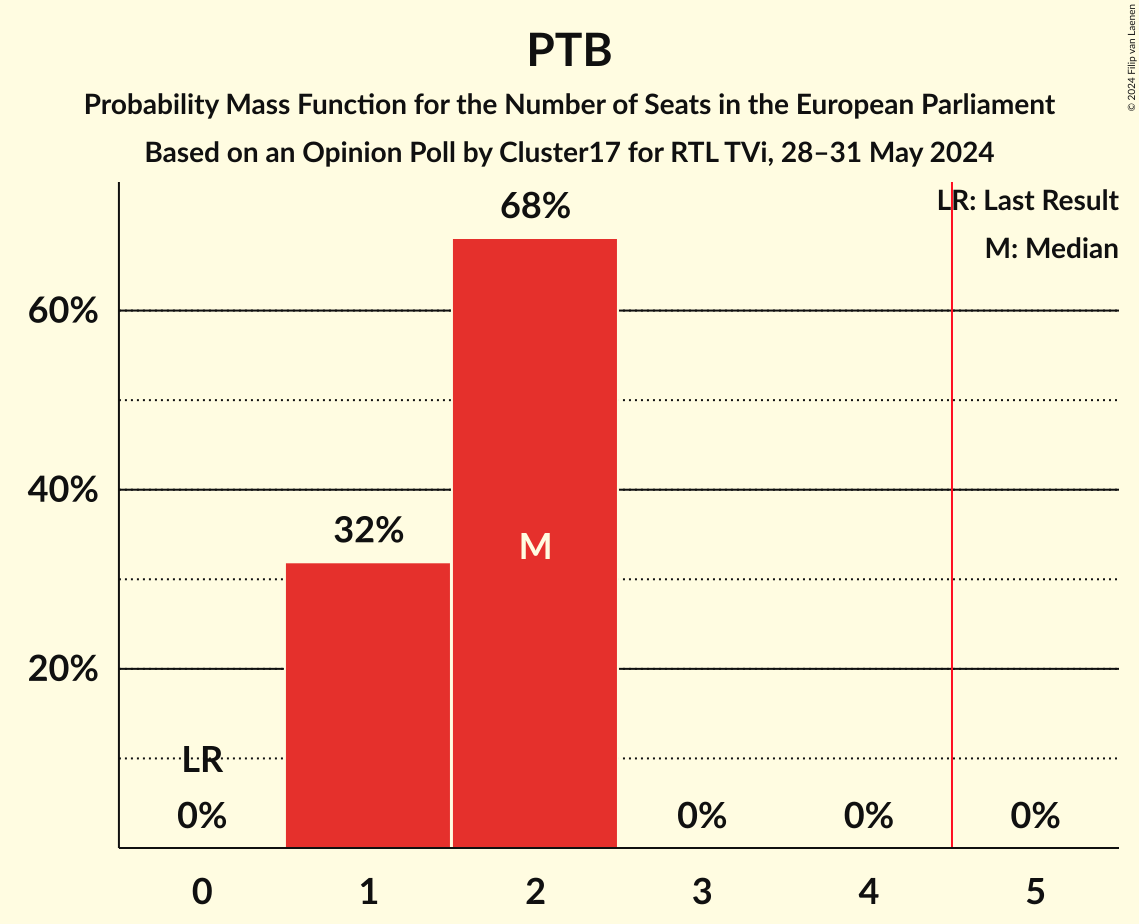 PTB
Probability Mass Function for the Number of Seats in the European Parliament
Based on an Opinion Poll by Cluster17 for RTL TVi, 28–31 May 2024
© 2024 Filip van Laenen
LR: Last Result
M: Median
68%
60%
40%
32%
M
20%
LR
0%
0%
0%
0%
0 1 2 3 4 5